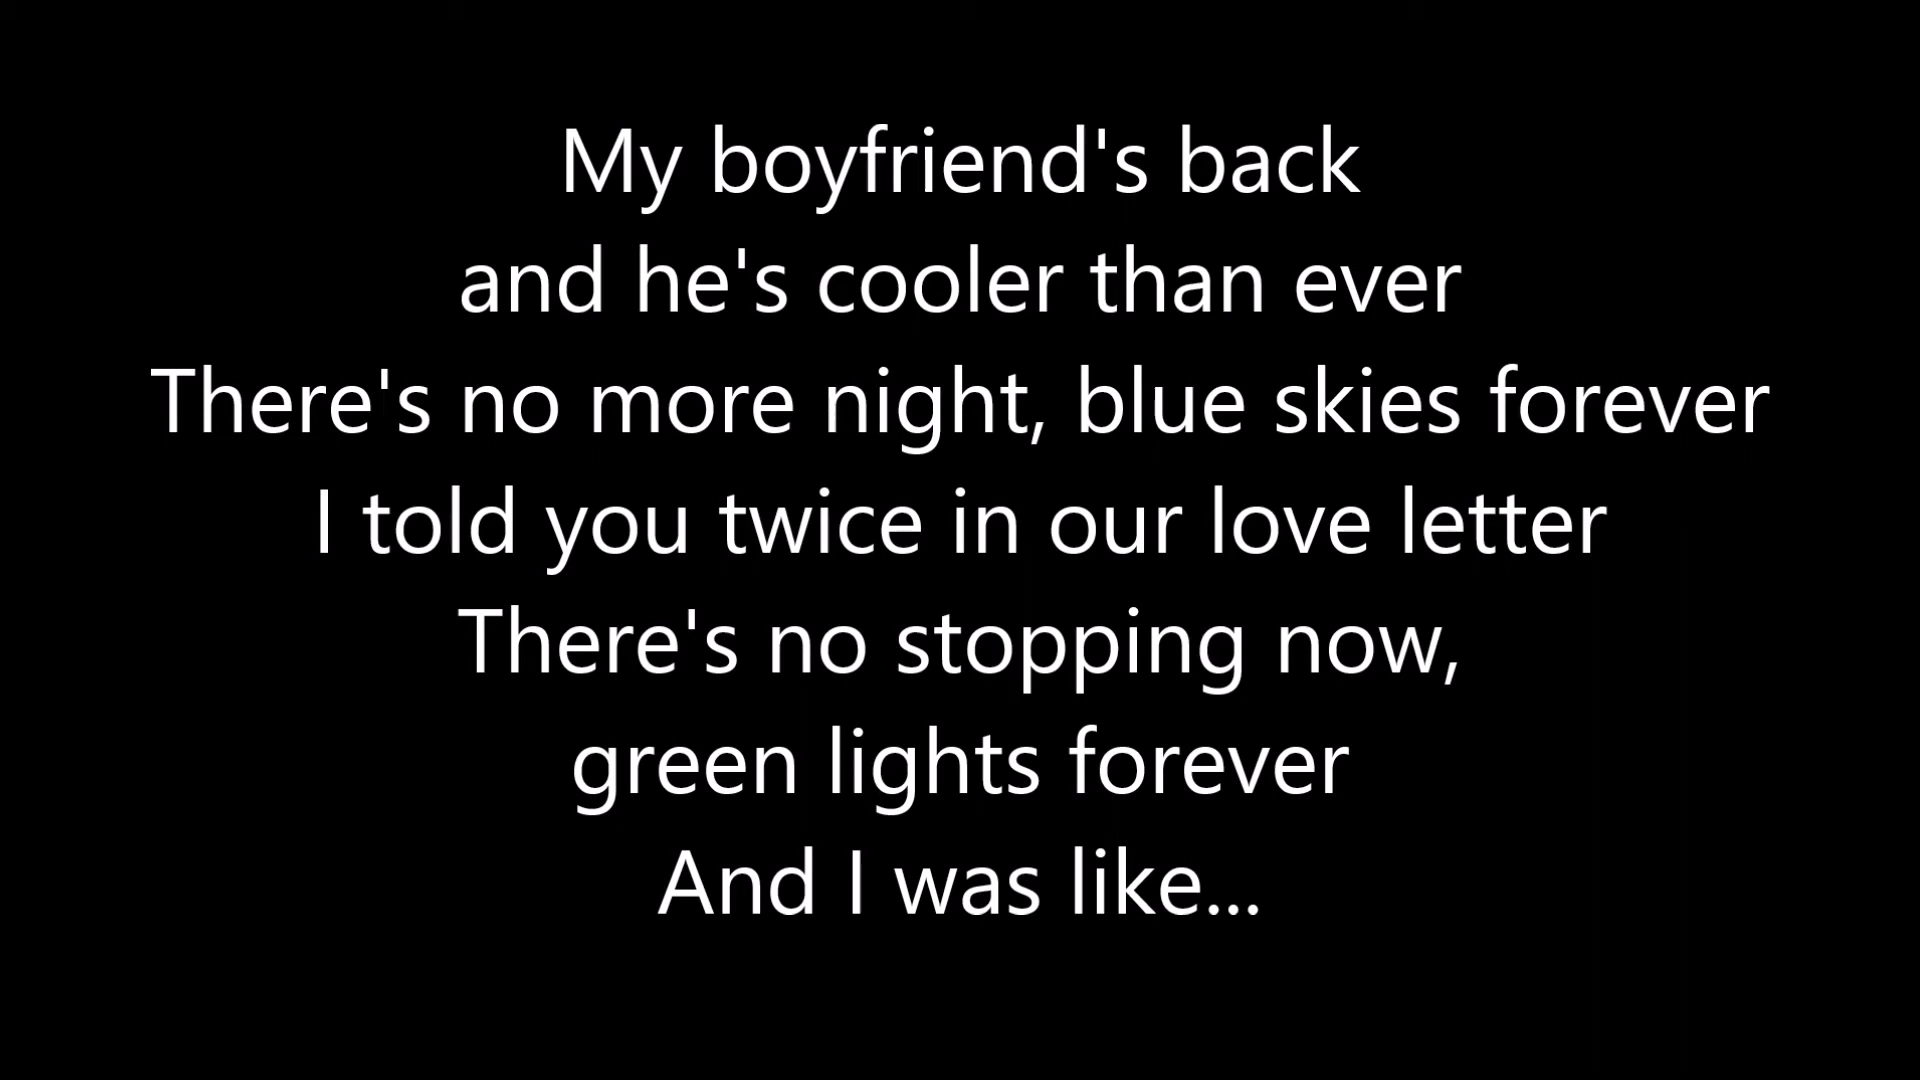 My boyfriend's back
and he's cooler than ever
There's no more night, blue skies forever
I told you twice in our love letter
There's no stopping now,
green lights forever
And I was like...